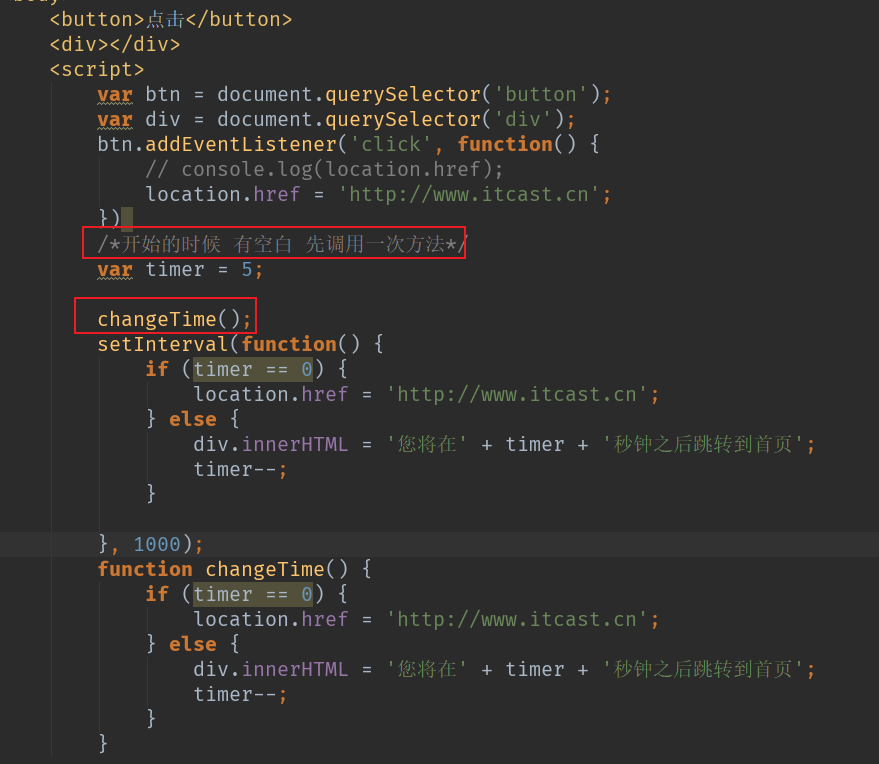 <body>
<button>点击</button>
<div></div>
<script>
var btn = document.querySelector('button');
var div = document.querySelector('div');
btn.addEventListener('click', function() {
// console.log(location.href);
location.href = 'http://www.itcast.cn';
})
/*开始的时候 有空白 先调用一次方法*/
var timer = 5;
changeTime();
setInterval(function() {
if (timer == 0) {
location.href = 'http://www.itcast.cn';
} else {
div.innerHTML = '您将在' + timer + '秒钟之后跳转到首页';
timer--;
}
}, 1000);
function changeTime() {
if (timer == 0) {
location.href = 'http://www.itcast.cn';
} else {
div.innerHTML = '您将在' + timer + '秒钟之后跳转到首页';
timer--;
}
}